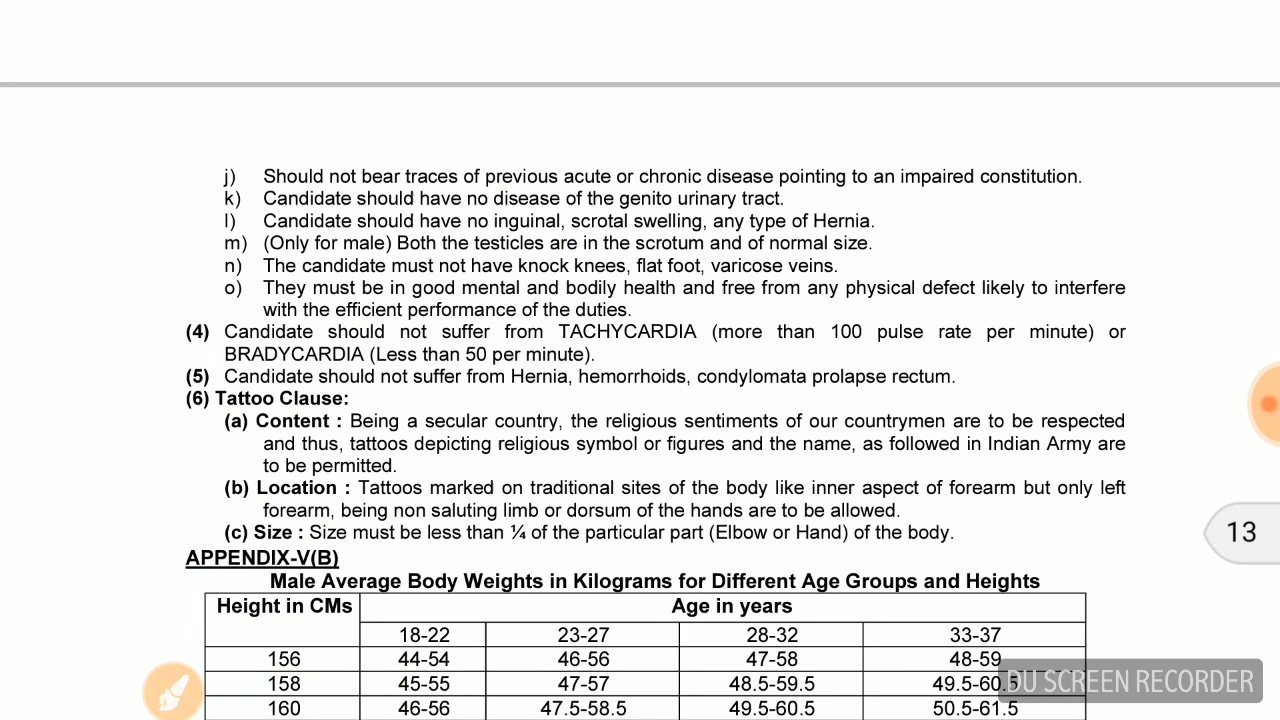 j) Should not bear traces of previous acute or chronic disease pointing to an impaired constitution.
k) Candidate should have no disease of the genito urinary tract.
l) Candidate should have no inguinal, scrotal swelling, any type of Hernia.
m) (Only for male) Both the testicles are in the scrotum and of normal size.
n) The candidate must not have knock knees, flat foot, varicose veins.
o) They must be in good mental and bodily health and free from any physical defect likely to interfere
with the efficient performance of the duties.
(4) Candidate should not suffer from TACHYCARDIA (more than 100 pulse rate per minute) or
BRADYCARDIA (Less than 50 per minute).
(5) Candidate should not suffer from Hernia, hemorrhoids, condylomata prolapse rectum.
(6) Tattoo Clause:
(a) Content : Being a secular country, the religious sentiments of our countrymen are to be respected
and thus, tattoos depicting religious symbol or figures and the name, as followed in Indian Army are
to be permitted.
(b) Location : Tattoos marked on traditional sites of the body like inner aspect of forearm but only left
forearm, being non saluting limb or dorsum of the hands are to be allowed.
(c) Size : Size must be less than ¼ of the particular part (Elbow or Hand) of the body.
13
APPENDIX-V(B)
Male Average Body Weights in Kilograms for Different Age Groups and Heights
Height in CMs Age in years
18-22 23-27 28-32 33-37
156 44-54 46-56 47-58 48-59
158 45-55 47-57 48.5-59.5 49.5-60.5
160 46-56 47.5-58.5 49.5-60.5 50.5-61.5
DU SCREEN RECORDER